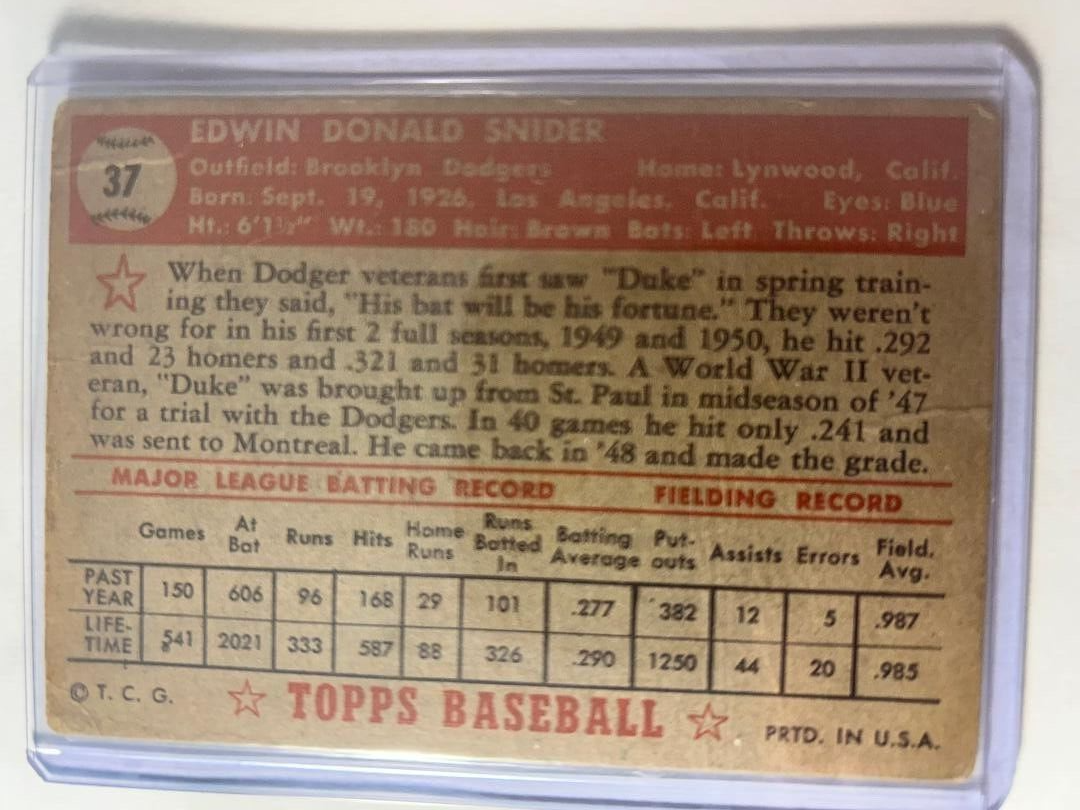 37
EDWIN DONALD SNIDER
Outfield: Brooklyn Dodgers Home: Lynwood, Calif.
Born: Sept. 19, 1926, Los Angeles, Calif. Eyes: Blue
Ht.: 6'1½" Wt.: 180 Hair: Brown Bats: Left Throws: Right
When Dodger veterans first saw "Duke" in spring train-
ing they said, "His bat will be his fortune." They weren't
wrong for in his first 2 full seasons, 1949 and 1950, he hit .292
and 23 homers and .321 and 31 homers. A World War II vet-
eran, "Duke" was brought up from St. Paul in midseason of '47
for a trial with the Dodgers. In 40 games he hit only .241 and
was sent to Montreal. He came back in '48 and made the grade.
MAJOR LEAGUE BATTING RECORD FIELDING RECORD
Games At Bat Runs Hits Home Runs Runs Batted In Batting Average Put-outs Assists Errors Field. Avg.
PAST YEAR 150 606 96 168 29 101 .277 382 12 5 .987
LIFE-TIME 541 2021 333 587 88 326 .290 1250 44 20 .985
© T. C. G. TOPPS BASEBALL PRTD. IN U.S.A.